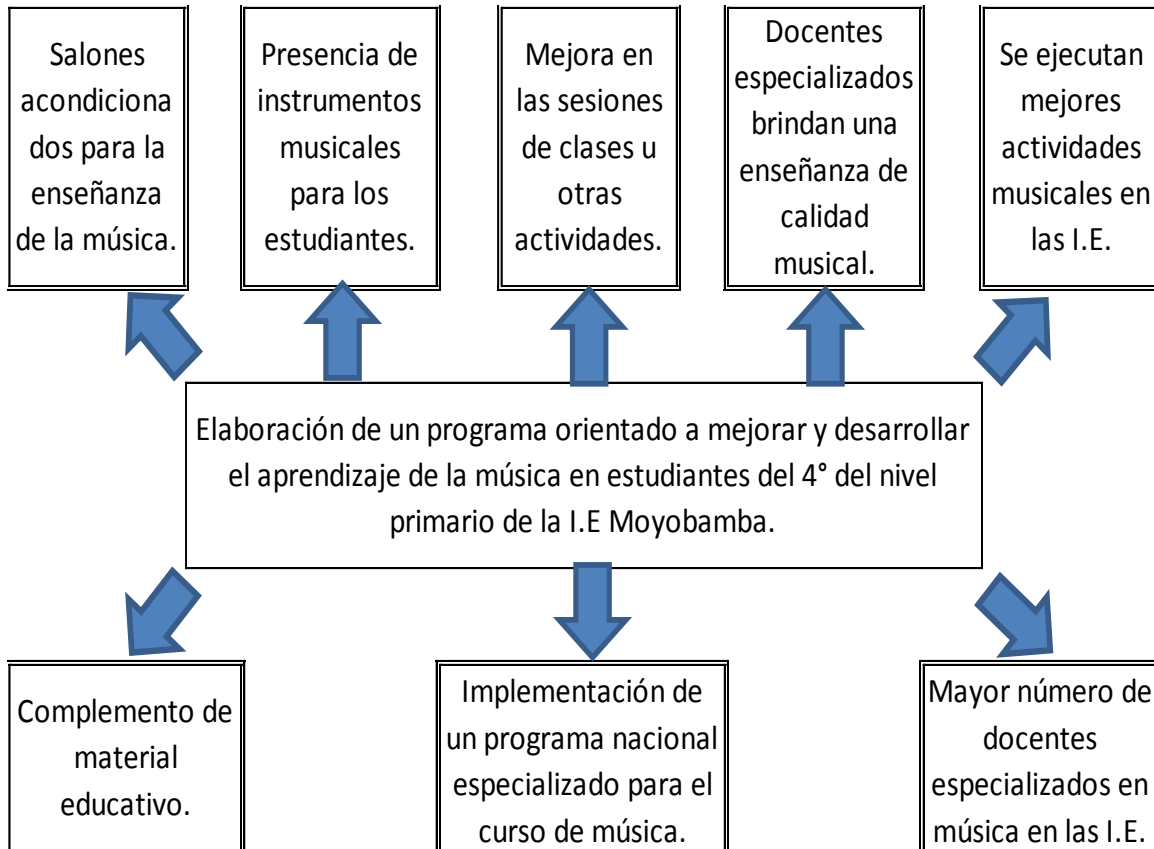 Salones
acondiciona
dos para la
enseñanza
de la música.
Presencia de
instrumentos
musicales
para los
estudiantes.
Mejora en
las sesiones
de clases u
otras
actividades.
Docentes
especializados
brindan una
enseñanza de
calidad
musical.
Se ejecutan
mejores
actividades
musicales en
las I.E.
Elaboración de un programa orientado a mejorar y desarrollar
el aprendizaje de la música en estudiantes del 4° del nivel
primario de la I.E Moyobamba.
Complemento de
material
educativo.
Implementación de
un programa nacional
especializado para el
curso de música.
Mayor número de
docentes
especializados en
música en las I.E.